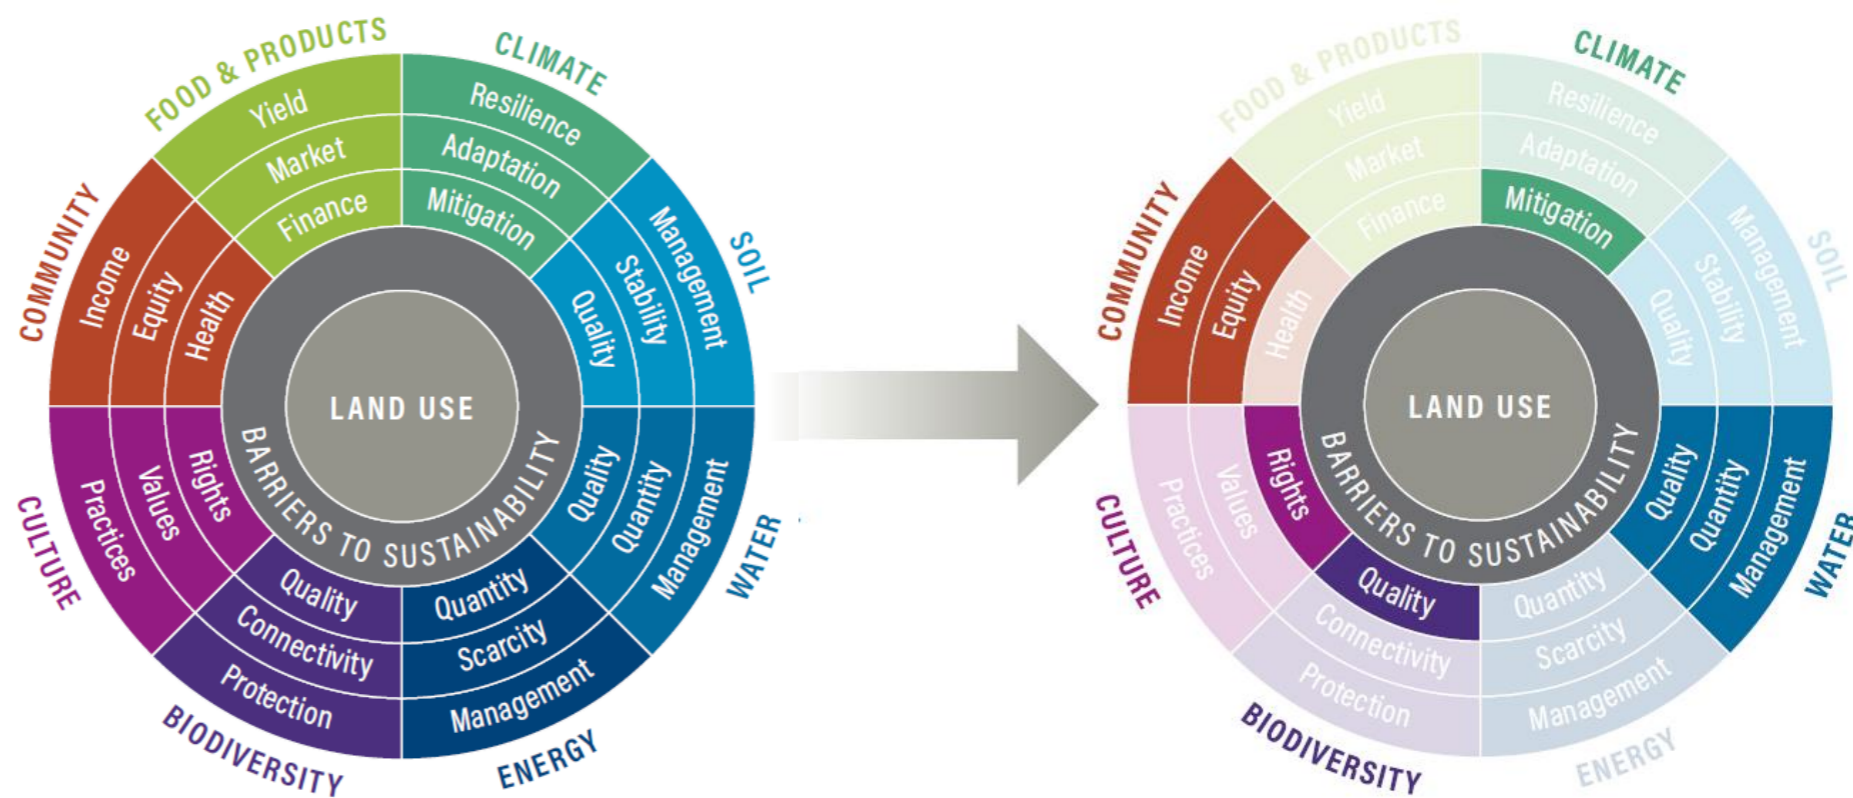 FOOD & PRODUCTS
Yield
Market
Finance
CLIMATE
Resilience
Adaptation
Mitigation
SOIL
Management
Stability
Quality
WATER
Quality
Quantity
Management
ENERGY
Quantity
Scarcity
Management
BIODIVERSITY
Quality
Connectivity
Protection
CULTURE
Rights
Values
Practices
COMMUNITY
Income
Equity
Health
LAND USE
BARRIERS TO SUSTAINABILITY
FOOD & PRODUCTS
Yield
Market
Finance
CLIMATE
Resilience
Adaptation
Mitigation
SOIL
Management
Stability
Quality
WATER
Quality
Quantity
Management
ENERGY
Quantity
Scarcity
Management
BIODIVERSITY
Quality
Connectivity
Protection
CULTURE
Rights
Values
Practices
COMMUNITY
Income
Equity
Health
LAND USE
BARRIERS TO SUSTAINABILITY